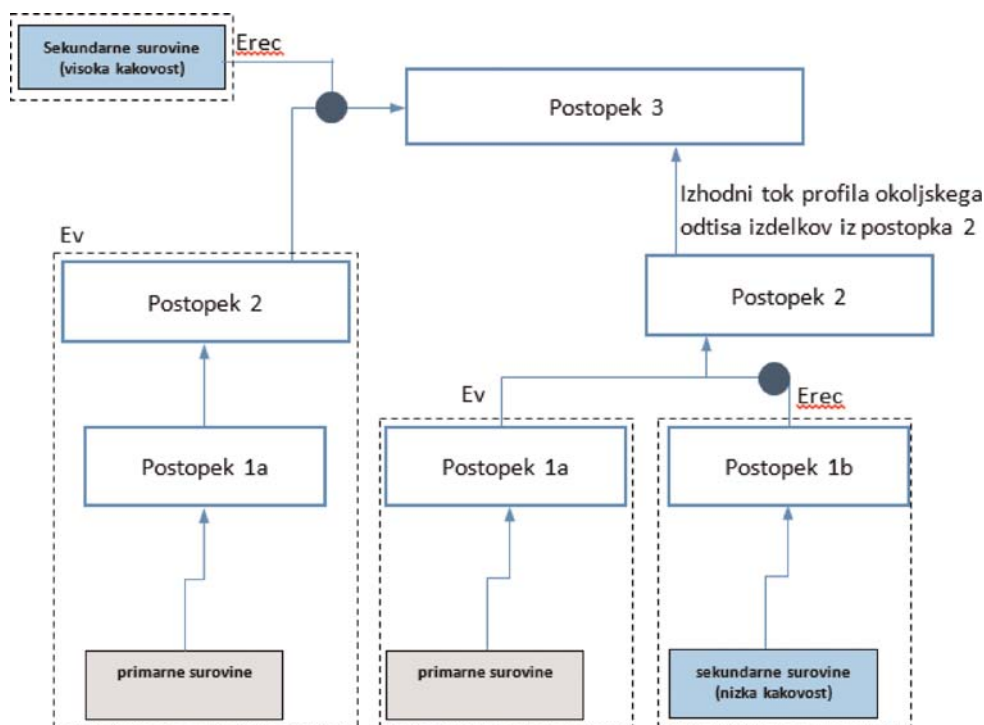 Sekundarne surovine
(visoka kakovost)
Erec
Postopek 3
Izhodni tok profila okoljskega
odtisa izdelkov iz postopka 2
Ev
Postopek 2
Postopek 2
Ev
Erec
Postopek 1a
Postopek 1a
Postopek 1b
primarne surovine
primarne surovine
sekundarne surovine
(nizka kakovost)